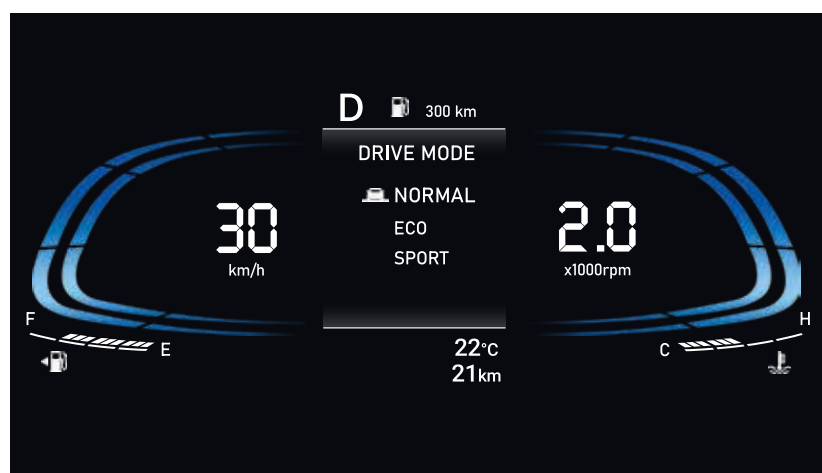 D 300 km
DRIVE MODE
NORMAL
ECO
SPORT
30
km/h
2.0
x1000rpm
F
E
22°C
21km
C
H